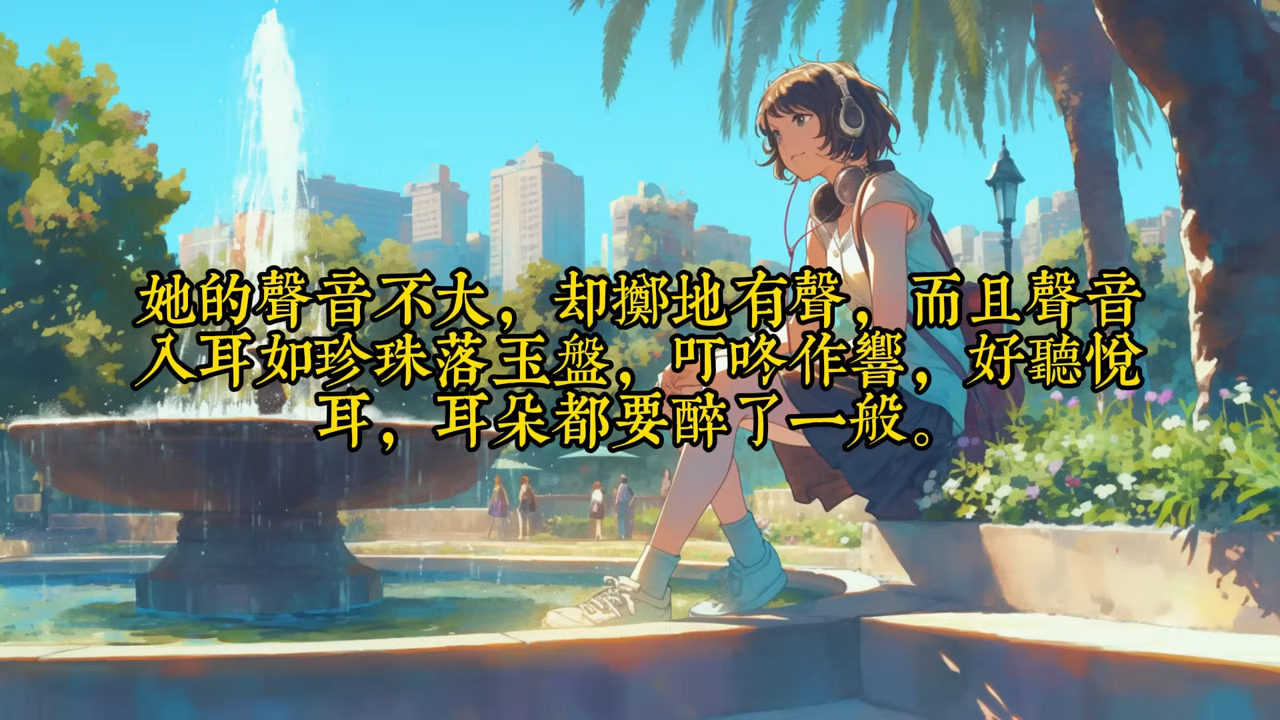 她的聲音不大，却擲地有聲，而且聲音
入耳如珍珠落玉盤，叮咚作響，好聽悅
耳，耳朵都要醉了一般。